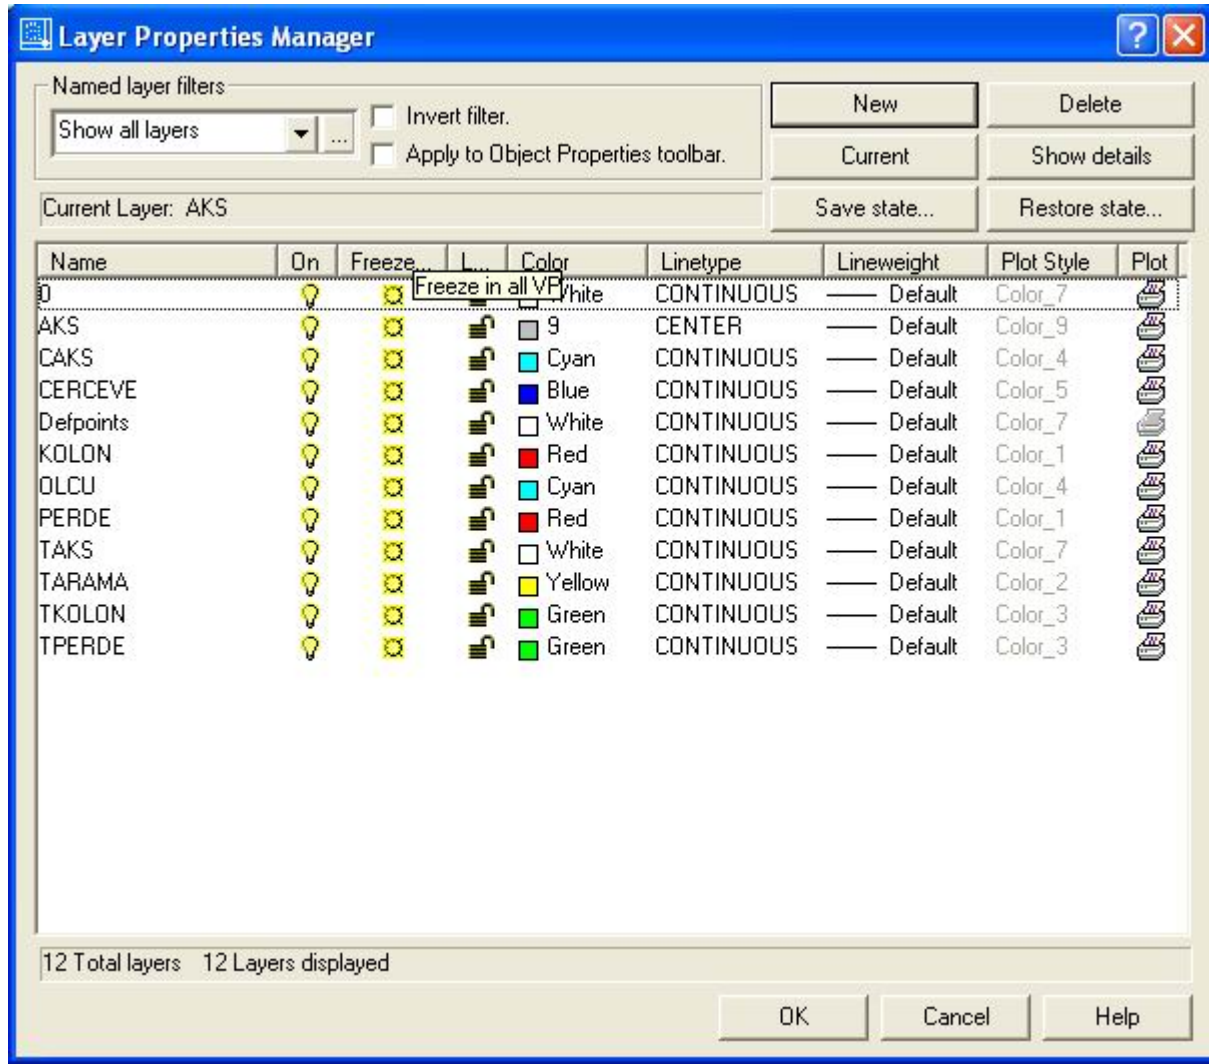 Layer Properties Manager
Named layer filters
Show all layers
...
Invert filter.
Apply to Object Properties toolbar.
New Delete
Current Show details
Save state... Restore state...
Current Layer: AKS
Name On Freeze... L... Color Linetype Lineweight Plot Style Plot
Freeze in all VP
0 White CONTINUOUS Default Color_7
AKS 9 CENTER Default Color_9
CAKS Cyan CONTINUOUS Default Color_4
CERCEVE Blue CONTINUOUS Default Color_5
Defpoints White CONTINUOUS Default Color_7
KOLON Red CONTINUOUS Default Color_1
OLCU Cyan CONTINUOUS Default Color_4
PERDE Red CONTINUOUS Default Color_1
TAKS White CONTINUOUS Default Color_7
TARAMA Yellow CONTINUOUS Default Color_2
TKOLON Green CONTINUOUS Default Color_3
TPERDE Green CONTINUOUS Default Color_3
12 Total layers 12 Layers displayed
OK Cancel Help